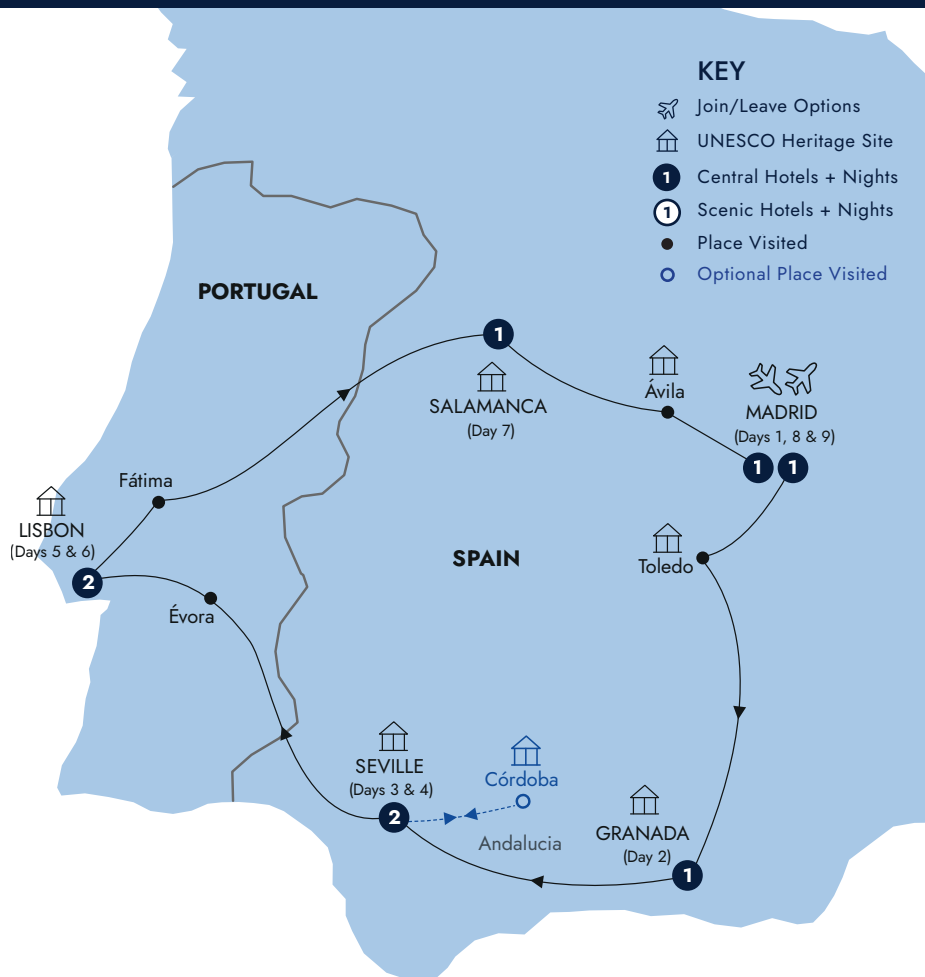 KEY
Join/Leave Options
UNESCO Heritage Site
1 Central Hotels + Nights
1 Scenic Hotels + Nights
Place Visited
Optional Place Visited
PORTUGAL
1
SALAMANCA
(Day 7)
Ávila
MADRID
(Days 1, 8 & 9)
1 1
Fátima
LISBON
(Days 5 & 6)
2
Évora
SPAIN
Toledo
SEVILLE
(Days 3 & 4)
2
Córdoba
Andalucia
GRANADA
(Day 2)
1